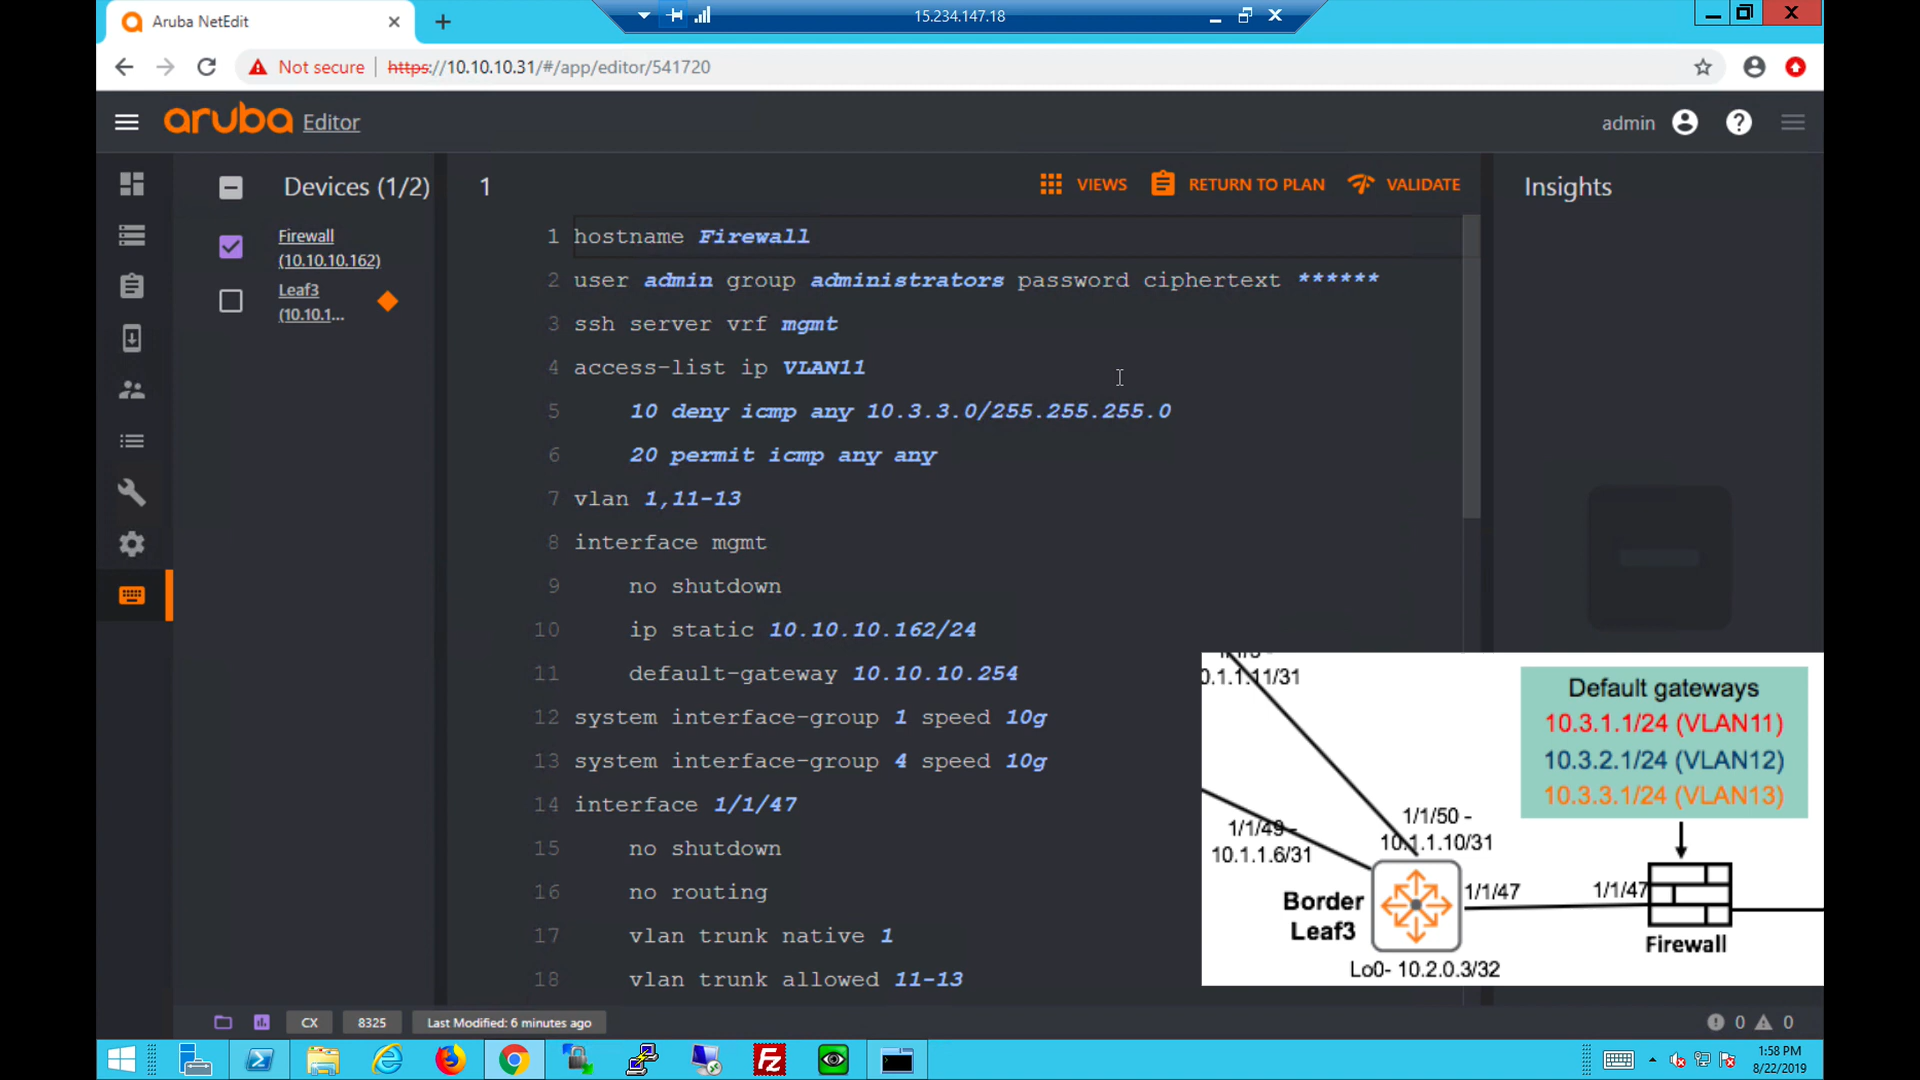 Aruba NetEdit
15.234.147.18
Not secure
https://10.10.10.31/#/app/editor/541720
aruba Editor
admin
Devices (1/2)
1
VIEWS
RETURN TO PLAN
VALIDATE
Insights
Firewall
(10.10.10.162)
Leaf3
(10.10.1...
1 hostname Firewall
2 user admin group administrators password ciphertext ******
3 ssh server vrf mgmt
4 access-list ip VLAN11
5 10 deny icmp any 10.3.3.0/255.255.255.0
6 20 permit icmp any any
7 vlan 1,11-13
8 interface mgmt
9 no shutdown
10 ip static 10.10.10.162/24
11 default-gateway 10.10.10.254
12 system interface-group 1 speed 10g
13 system interface-group 4 speed 10g
14 interface 1/1/47
15 no shutdown
16 no routing
17 vlan trunk native 1
18 vlan trunk allowed 11-13
0.1.1.11/31
Default gateways
10.3.1.1/24 (VLAN11)
10.3.2.1/24 (VLAN12)
10.3.3.1/24 (VLAN13)
1/1/49 -
10.1.1.6/31
1/1/50 -
10.1.1.10/31
Border
Leaf3
1/1/47
1/1/47
Firewall
Lo0- 10.2.0.3/32
CX
8325
Last Modified: 6 minutes ago
0
0
1:58 PM
8/22/2019